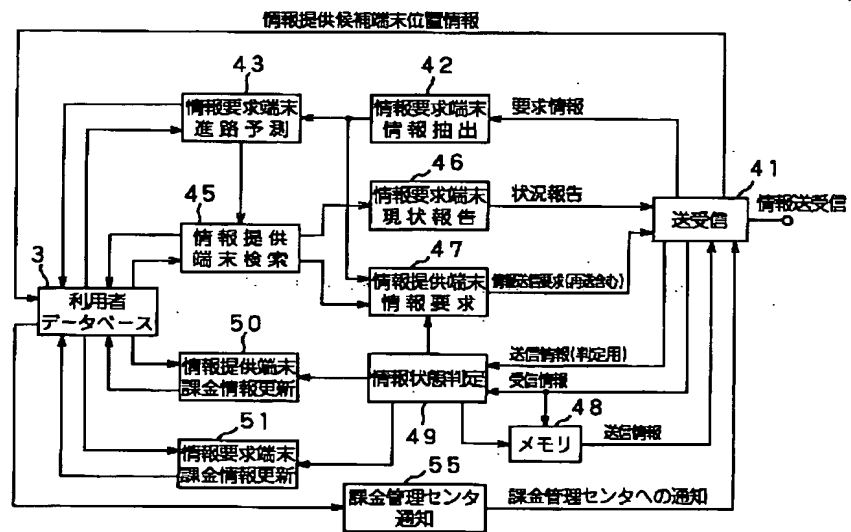 情報提供候補端末位置情報
43
情報要求端末
進路予測
42
情報要求端末
情報抽出
要求情報
46
情報要求端末
現状報告
状況報告
41
送受信
情報送受信
45
情報提供
端末検索
47
情報提供端末
情報要求
情報送信要求(再送含む)
3
利用者
データベース
50
情報提供端末
課金情報更新
情報状態判定
49
送信情報(判定用)
受信情報
48
メモリ
送信情報
51
情報要求端末
課金情報更新
55
課金管理センタ
通知
課金管理センタへの通知